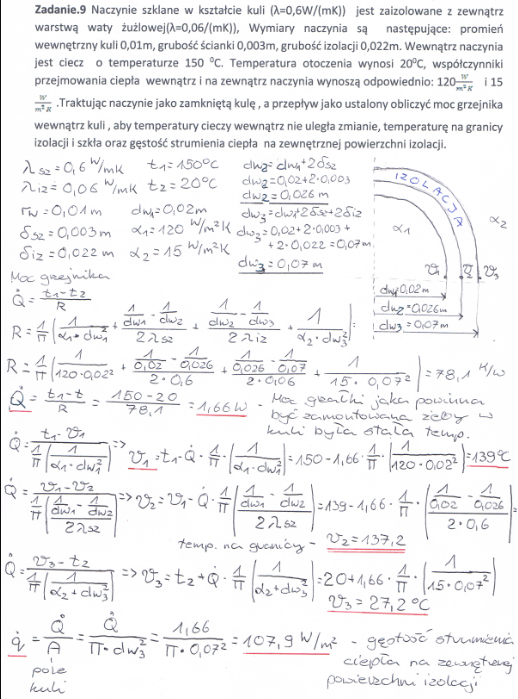 Zadanie.9 Naczynie szklane w kształcie kuli (λ=0,6W/(mK)) jest zaizolowane z zewnątrz
warstwą waty żużlowej(λ=0,06/(mK)), Wymiary naczynia są następujące: promień
wewnętrzny kuli 0,01m, grubość ścianki 0,003m, grubość izolacji 0,022m. Wewnątrz naczynia
jest ciecz o temperaturze 150 ⁰C. Temperatura otoczenia wynosi 20⁰C, współczynniki
przejmowania ciepła wewnątrz i na zewnątrz naczynia wynoszą odpowiednio: 120 W/m²K i 15
W/m²K .Traktując naczynie jako zamkniętą kulę , a przepływ jako ustalony obliczyć moc grzejnika
wewnątrz kuli , aby temperatury cieczy wewnątrz nie uległa zmianie, temperaturę na granicy
izolacji i szkła oraz gęstość strumienia ciepła na zewnętrznej powierzchni izolacji.
λsz = 0,6 W/mK t1 = 150°C dw2 = dw1 + 2δsz
λiz = 0,06 W/mK t2 = 20°C dw2 = 0,02 + 2·0,003
dw2 = 0,026 m
rw = 0,01 m dw1 = 0,02m dw3 = dw1 + 2δsz + 2δiz
δsz = 0,003 m α1 = 120 W/m²K dw3 = 0,02 + 2·0,003 +
δiz = 0,022 m α2 = 15 W/m²K + 2·0,022 = 0,07m
dw3 = 0,07 m
IZOLACJA
α1 α2
ϑ1 ϑ2 ϑ3
dw1 0,02 m
dw2 = 0,026m
dw3 = 0,07m
Moc grzejnika
Q̇ = (t1 - t2)/R
R = 1/π | 1/(α1·dw1²) + (1/dw1 - 1/dw2)/(2λsz) + (1/dw2 - 1/dw3)/(2λiz) + 1/(α2·dw3²) | =
R = 1/π | 1/(120·0,02²) + (1/0,02 - 1/0,026)/(2·0,6) + (1/0,026 - 1/0,07)/(2·0,06) + 1/(15·0,07²) | = 78,1 K/W
Q̇ = (t1 - t)/R = (150 - 20)/78,1 = 1,66 W - Moc grzałki jaka powinna
być zamontowana żeby w
kuli była stała temp.
Q̇ = (t1 - ϑ1)/(1/π |1/(α1·dw1²)|) => ϑ1 = t1 - Q̇ · 1/π |1/(α1·dw1²)| = 150 - 1,66 · 1/π · |1/(120·0,02²)| = 139°C
Q̇ = (ϑ1 - ϑ2)/(1/π |(1/dw1 - 1/dw2)/(2λsz)|) => ϑ2 = ϑ1 - Q̇ · 1/π |(1/dw1 - 1/dw2)/(2λsz)| = 139 - 1,66 · 1/π · |(1/0,02 - 1/0,026)/(2·0,6)|
temp. na granicy - ϑ2 = 137,2
Q̇ = (ϑ3 - t2)/(1/π |1/(α2 + dw3²)|) => ϑ3 = t2 + Q̇ · 1/π |1/(α2 + dw3²)| = 20 + 1,66 · 1/π · |1/(15·0,07²)|
ϑ3 = 27,2 °C
q̇ = Q̇/A = Q̇/(π·dw3²) = 1,66/(π·0,07²) = 107,9 W/m² - gęstość strumienia
ciepła na zewnętrznej
powierzchni izolacji
pole
kuli